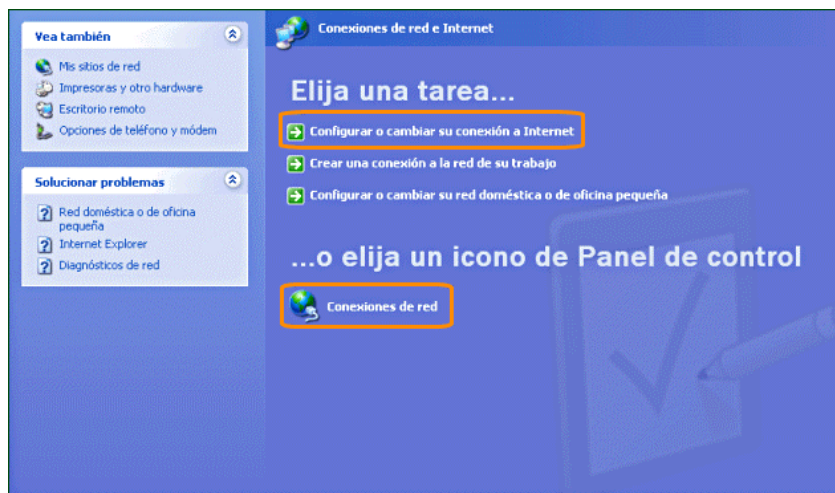 Vea también
Mis sitios de red
Impresoras y otro hardware
Escritorio remoto
Opciones de teléfono y módem
Solucionar problemas
Red doméstica o de oficina
pequeña
Internet Explorer
Diagnósticos de red
Conexiones de red e Internet
Elija una tarea...
Configurar o cambiar su conexión a Internet
Crear una conexión a la red de su trabajo
Configurar o cambiar su red doméstica o de oficina pequeña
...o elija un icono de Panel de control
Conexiones de red